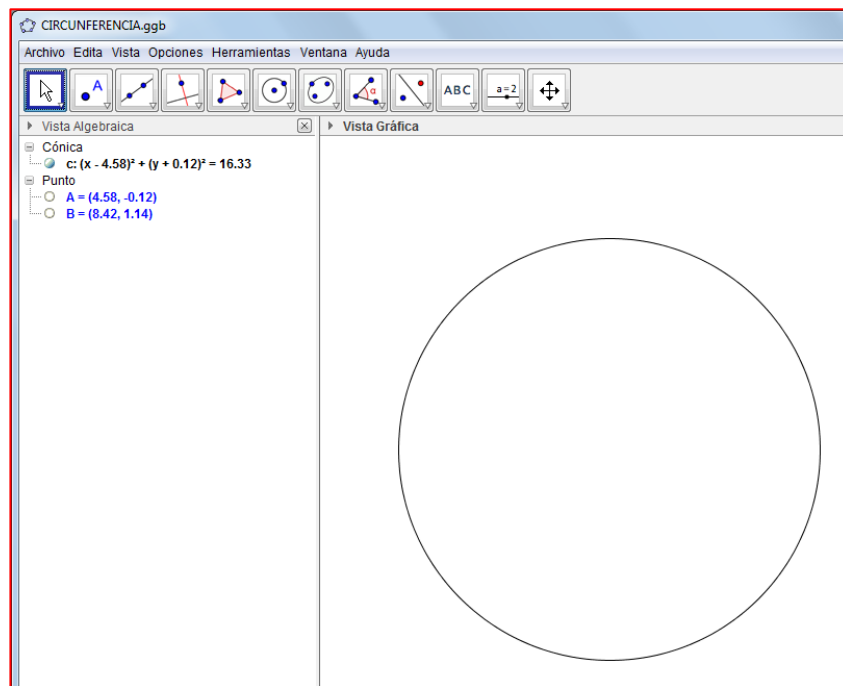 CIRCUNFERENCIA.ggb
Archivo Edita Vista Opciones Herramientas Ventana Ayuda
A
α
ABC
a=2
Vista Algebraica
Vista Gráfica
Cónica
c: (x - 4.58)² + (y + 0.12)² = 16.33
Punto
A = (4.58, -0.12)
B = (8.42, 1.14)